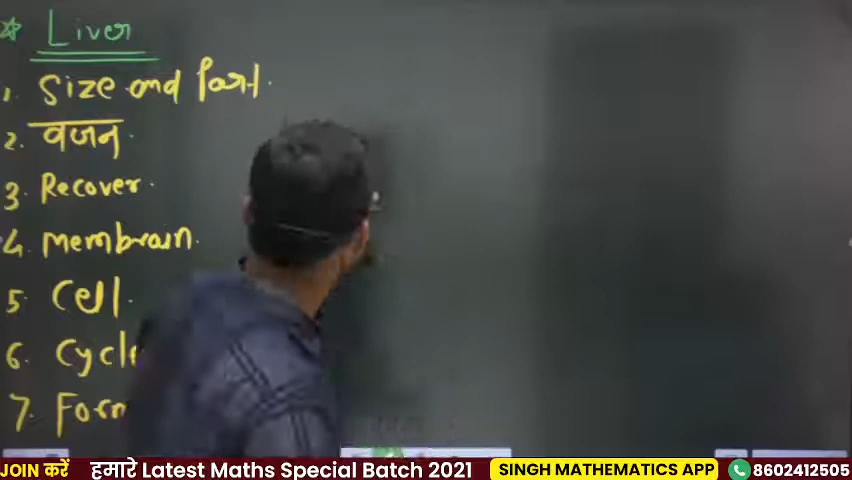 ☆ Liver
1. Size and Part.
2. वजन.
3. Recover.
4. membrain.
5. Cell.
6. Cycle
7. Form
JOIN करें हमारे Latest Maths Special Batch 2021 SINGH MATHEMATICS APP 8602412505